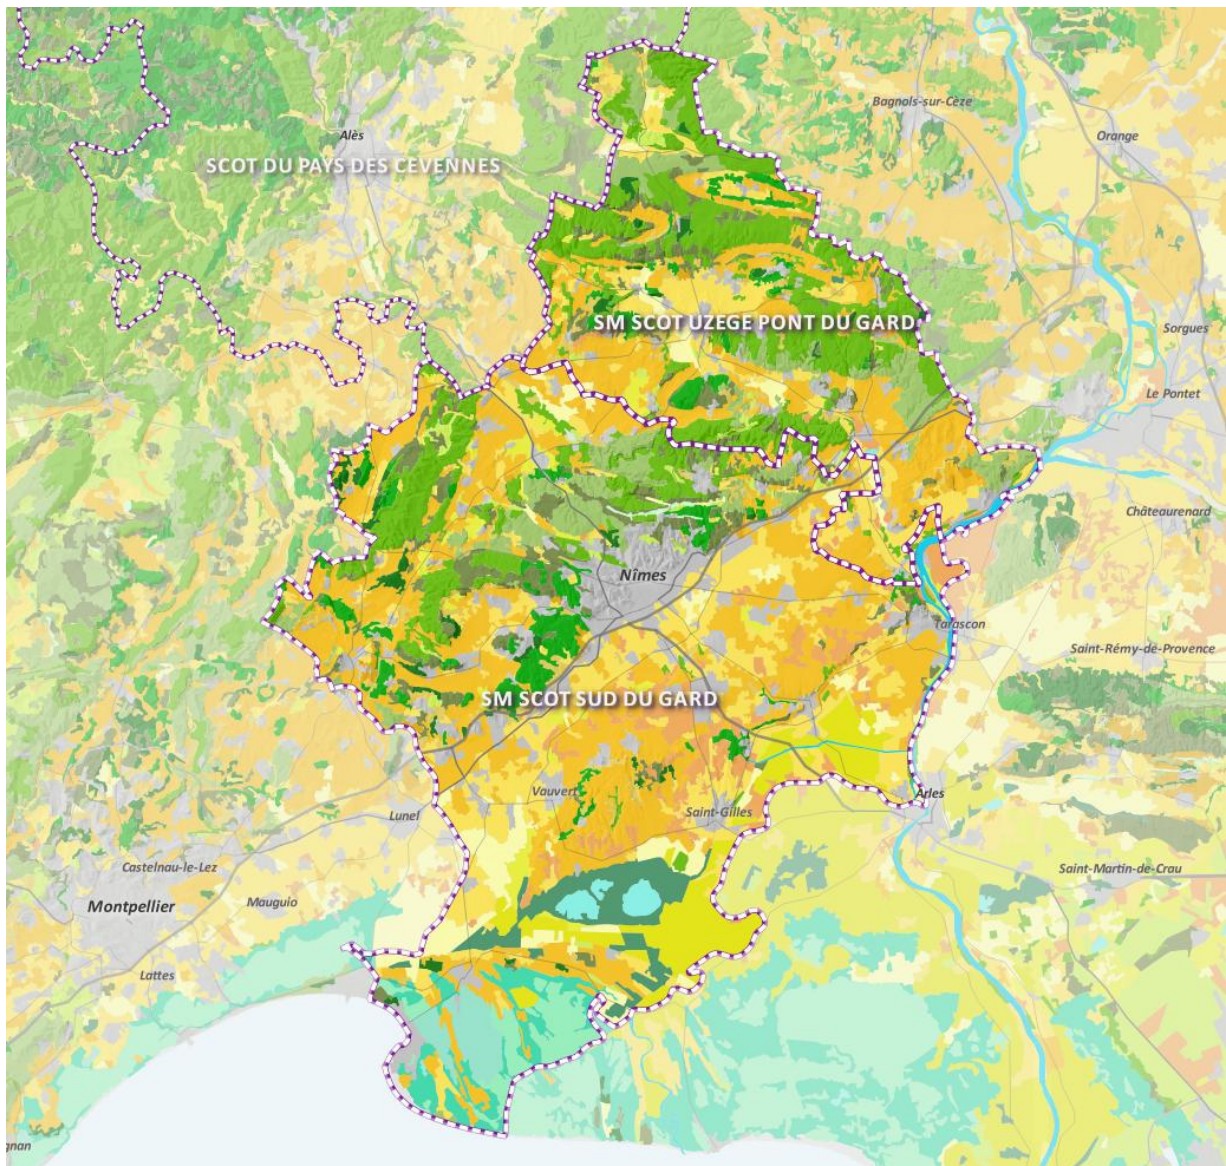 Bagnols-sur-Cèze
Orange
Alès
SCOT DU PAYS DES CEVENNES
SM SCOT UZEGE PONT DU GARD
Sorgues
Le Pontet
Châteaurenard
Nîmes
Tarascon
Saint-Rémy-de-Provence
SM SCOT SUD DU GARD
Vauvert
Arles
Lunel
Saint-Gilles
Castelnau-le-Lez
Saint-Martin-de-Crau
Montpellier
Mauguio
Lattes
gnan